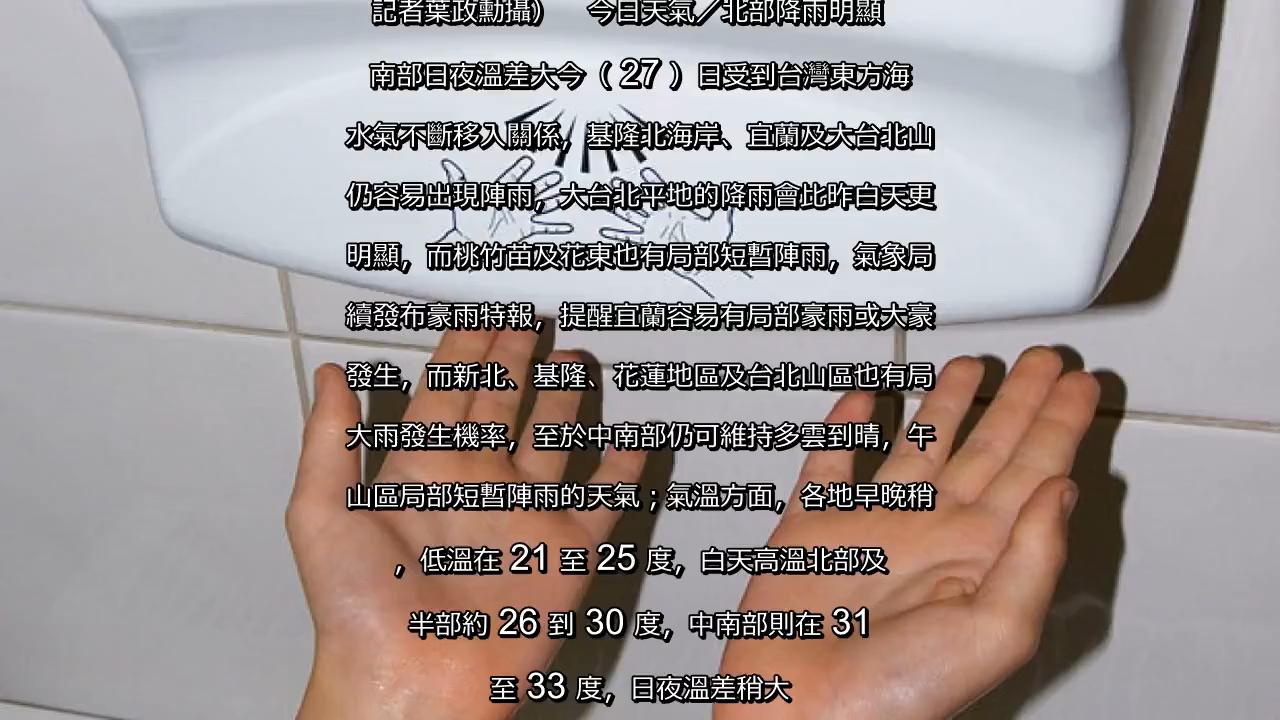 記者葉政勳攝） 今日天氣／北部降雨明顯
南部日夜溫差大今（ 27 ）日受到台灣東方海
水氣不斷移入關係，基隆北海岸、宜蘭及大台北山
仍容易出現陣雨，大台北平地的降雨會比昨白天更
明顯，而桃竹苗及花東也有局部短暫陣雨，氣象局
續發布豪雨特報，提醒宜蘭容易有局部豪雨或大豪
發生，而新北、基隆、花蓮地區及台北山區也有局
大雨發生機率，至於中南部仍可維持多雲到晴，午
山區局部短暫陣雨的天氣；氣溫方面，各地早晚稍
，低溫在 21 至 25 度，白天高溫北部及
半部約 26 到 30 度，中南部則在 31
至 33 度，日夜溫差稍大